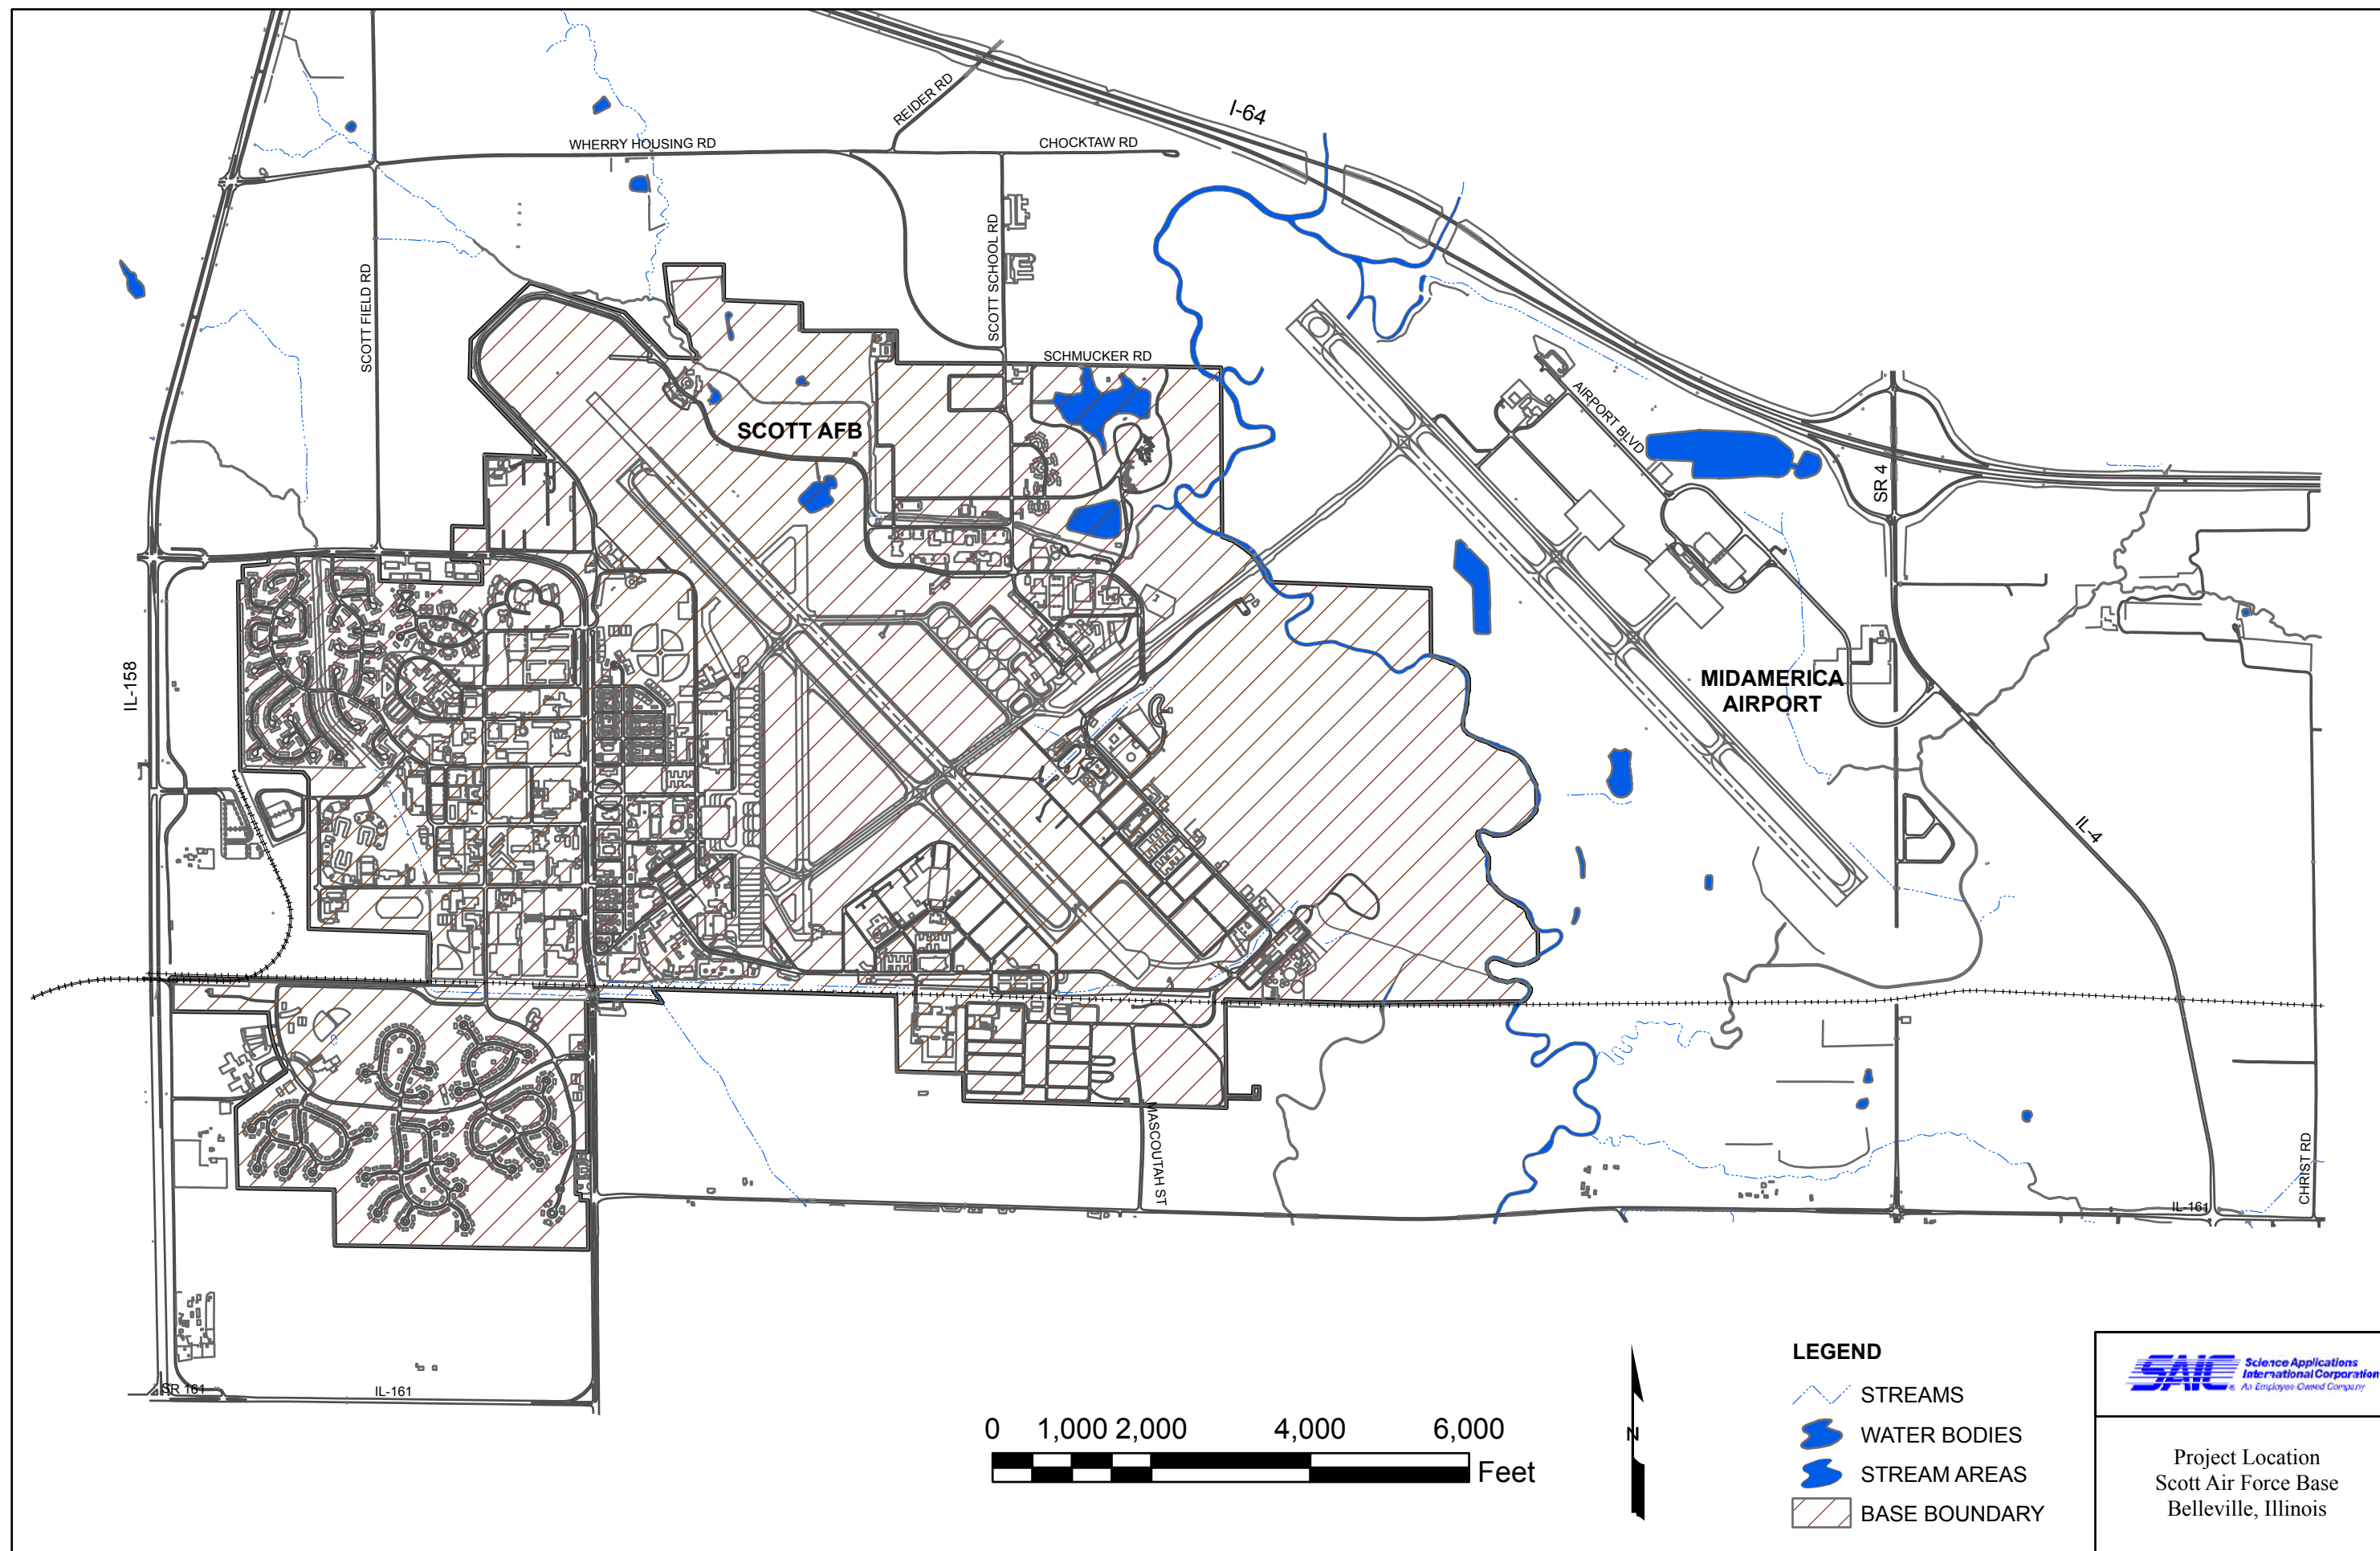 I-64
REIDER RD
WHERRY HOUSING RD
CHOCKTAW RD
SCOTT SCHOOL RD
SCOTT FIELD RD
SCHMUCKER RD
AIRPORT BLVD
SCOTT AFB
SR 4
IL-158
MIDAMERICA
AIRPORT
IL-4
MASCOUTAH ST
CHRIST RD
IL-161
SR 161
IL-161
LEGEND
STREAMS
WATER BODIES
STREAM AREAS
BASE BOUNDARY
0 1,000 2,000 4,000 6,000
Feet
N
SAIC
Science Applications
International Corporation
An Employee-Owned Company
Project Location
Scott Air Force Base
Belleville, Illinois